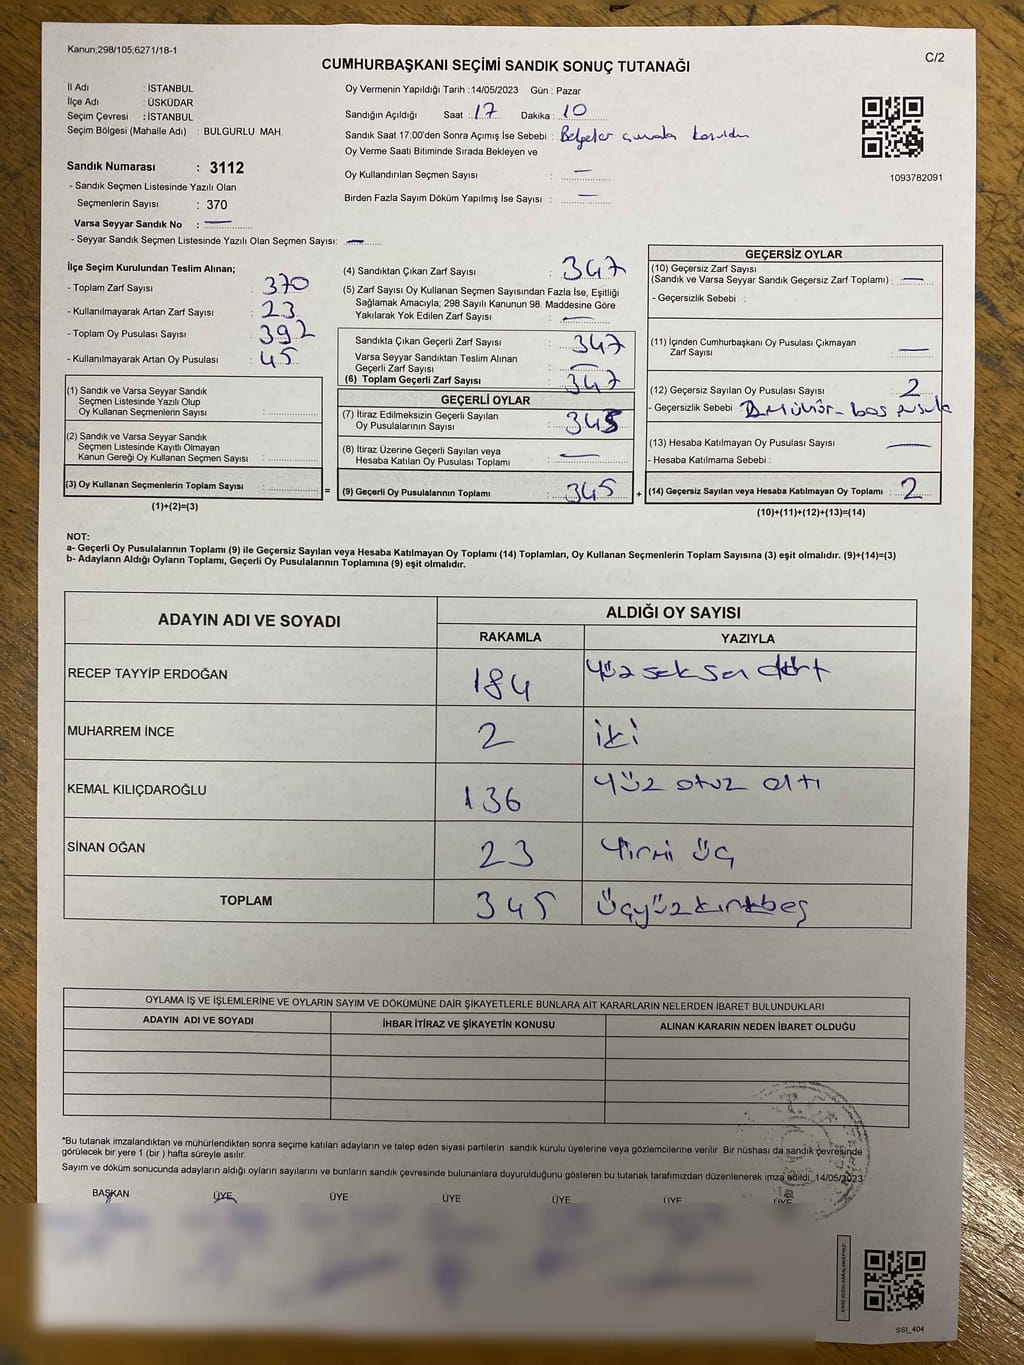 Kanun;298/105;6271/18-1
C/2
CUMHURBAŞKANI SEÇİMİ SANDIK SONUÇ TUTANAĞI
İl Adı : İSTANBUL
İlçe Adı : ÜSKÜDAR
Seçim Çevresi : İSTANBUL
Seçim Bölgesi (Mahalle Adı) : BULGURLU MAH.
Sandık Numarası : 3112
- Sandık Seçmen Listesinde Yazılı Olan
Seçmenlerin Sayısı : 370
Varsa Seyyar Sandık No : —
- Seyyar Sandık Seçmen Listesinde Yazılı Olan Seçmen Sayısı: —
Oy Vermenin Yapıldığı Tarih : 14/05/2023 Gün : Pazar
Sandığın Açıldığı Saat : 17 Dakika : 10
Sandık Saat 17:00'den Sonra Açımış İse Sebebi : Belgeler
Oy Verme Saati Bitiminde Sırada Bekleyen ve
Oy Kullandırılan Seçmen Sayısı : —
Birden Fazla Sayım Döküm Yapılmış İse Sayısı : —
1093782091
İlçe Seçim Kurulundan Teslim Alınan;
- Toplam Zarf Sayısı : 370
- Kullanılmayarak Artan Zarf Sayısı : 23
- Toplam Oy Pusulası Sayısı : 392
- Kullanılmayarak Artan Oy Pusulası : 45
(1) Sandık ve Varsa Seyyar Sandık
Seçmen Listesinde Yazılı Olup
Oy Kullanan Seçmenlerin Sayısı :
(2) Sandık ve Varsa Seyyar Sandık
Seçmen Listesinde Kayıtlı Olmayan
Kanun Gereği Oy Kullanan Seçmen Sayısı :
(3) Oy Kullanan Seçmenlerin Toplam Sayısı :
(1)+(2)=(3)
(4) Sandıktan Çıkan Zarf Sayısı : 347
(5) Zarf Sayısı Oy Kullanan Seçmen Sayısından Fazla İse, Eşitliği
Sağlamak Amacıyla; 298 Sayılı Kanunun 98. Maddesine Göre
Yakılarak Yok Edilen Zarf Sayısı : —
Sandıkta Çıkan Geçerli Zarf Sayısı : 347
Varsa Seyyar Sandıktan Teslim Alınan
Geçerli Zarf Sayısı : —
(6) Toplam Geçerli Zarf Sayısı : 347
GEÇERLİ OYLAR
(7) İtiraz Edilmeksizin Geçerli Sayılan
Oy Pusulalarının Sayısı : 345
(8) İtiraz Üzerine Geçerli Sayılan veya
Hesaba Katılan Oy Pusulası Toplamı : —
= (9) Geçerli Oy Pusulalarının Toplamı : 345
GEÇERSİZ OYLAR
(10) Geçersiz Zarf Sayısı
(Sandık ve Varsa Seyyar Sandık Geçersiz Zarf Toplamı) : —
- Geçersizlik Sebebi :
(11) İçinden Cumhurbaşkanı Oy Pusulası Çıkmayan
Zarf Sayısı : —
(12) Geçersiz Sayılan Oy Pusulası Sayısı : 2
- Geçersizlik Sebebi : Mühür - boş pusula
(13) Hesaba Katılmayan Oy Pusulası Sayısı : —
- Hesaba Katılmama Sebebi :
+ (14) Geçersiz Sayılan veya Hesaba Katılmayan Oy Toplamı : 2
(10)+(11)+(12)+(13)=(14)
NOT:
a- Geçerli Oy Pusulalarının Toplamı (9) ile Geçersiz Sayılan veya Hesaba Katılmayan Oy Toplamı (14) Toplamları, Oy Kullanan Seçmenlerin Toplam Sayısına (3) eşit olmalıdır. (9)+(14)=(3)
b- Adayların Aldığı Oyların Toplamı, Geçerli Oy Pusulalarının Toplamına (9) eşit olmalıdır.
ADAYIN ADI VE SOYADI
ALDIĞI OY SAYISI
RAKAMLA YAZIYLA
RECEP TAYYİP ERDOĞAN 184 Yüz seksen dört
MUHARREM İNCE 2 iki
KEMAL KILIÇDAROĞLU 136 Yüz otuz altı
SİNAN OĞAN 23 Yirmi üç
TOPLAM 345 Üçyüzkırkbeş
OYLAMA İŞ VE İŞLEMLERİNE VE OYLARIN SAYIM VE DÖKÜMÜNE DAİR ŞİKAYETLERLE BUNLARA AİT KARARLARIN NELERDEN İBARET BULUNDUKLARI
ADAYIN ADI VE SOYADI İHBAR İTİRAZ VE ŞİKAYETİN KONUSU ALINAN KARARIN NEDEN İBARET OLDUĞU
*Bu tutanak imzalandıktan ve mühürlendikten sonra seçime katılan adayların ve talep eden siyasi partilerin sandık kurulu üyelerine veya gözlemcilerine verilir .Bir nüshası da sandık çevresinde
görülecek bir yere 1 (bir ) hafta süreyle asılır.
Sayım ve döküm sonucunda adayların aldığı oyların sayılarını ve bunların sandık çevresinde bulunanlara duyurulduğunu gösteren bu tutanak tarafımızdan düzenlenerek imza edildi. 14/05/2023
BAŞKAN ÜYE ÜYE ÜYE ÜYE ÜYE ÜYE
SSI_404